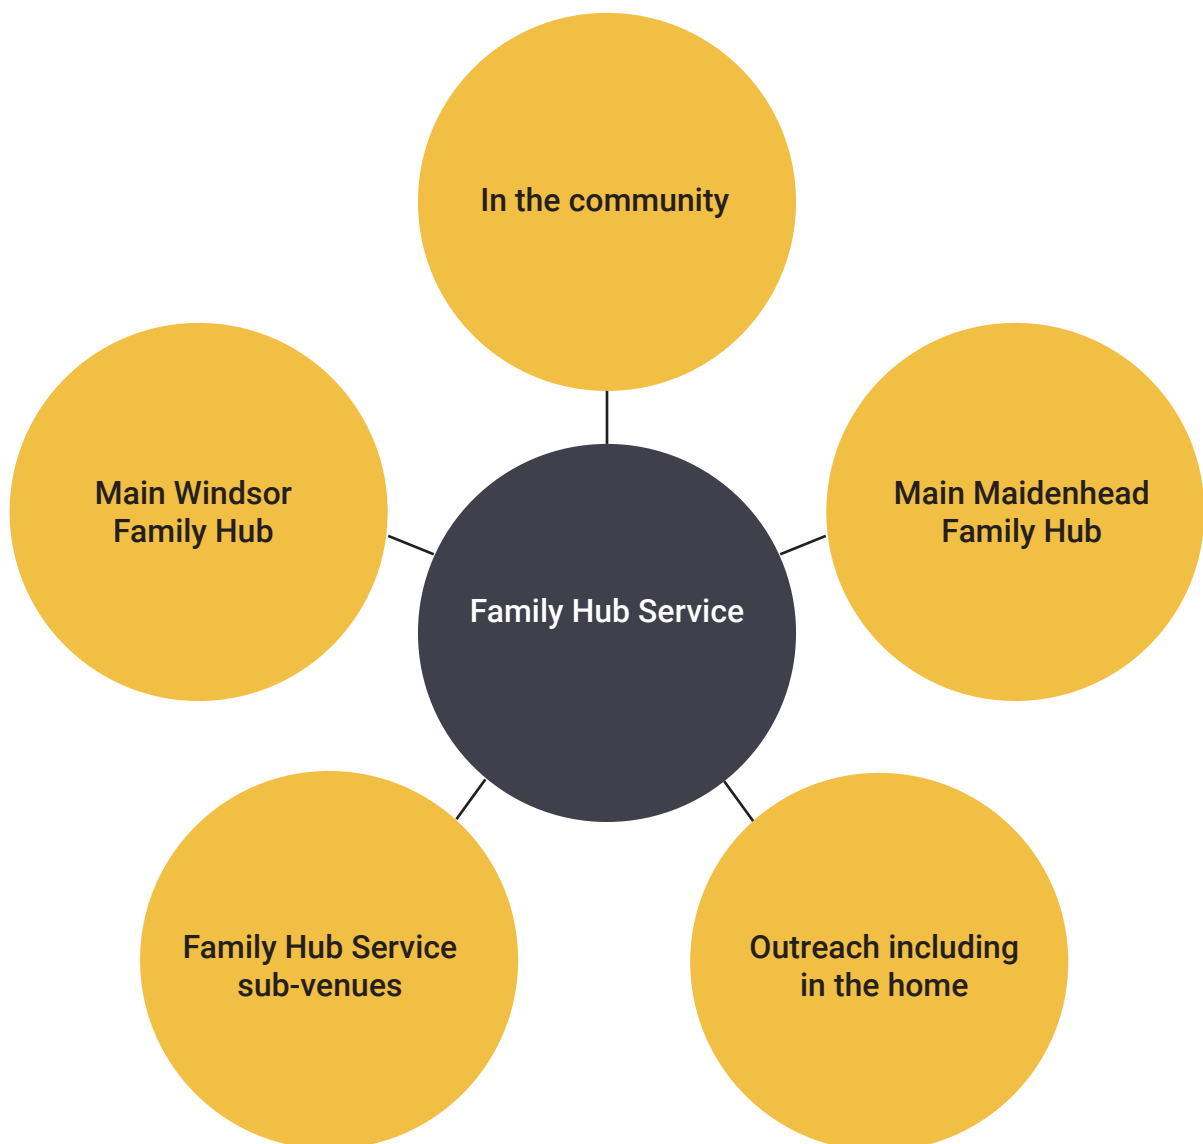 In the community
Main Windsor
Family Hub
Main Maidenhead
Family Hub
Family Hub Service
Family Hub Service
sub-venues
Outreach including
in the home